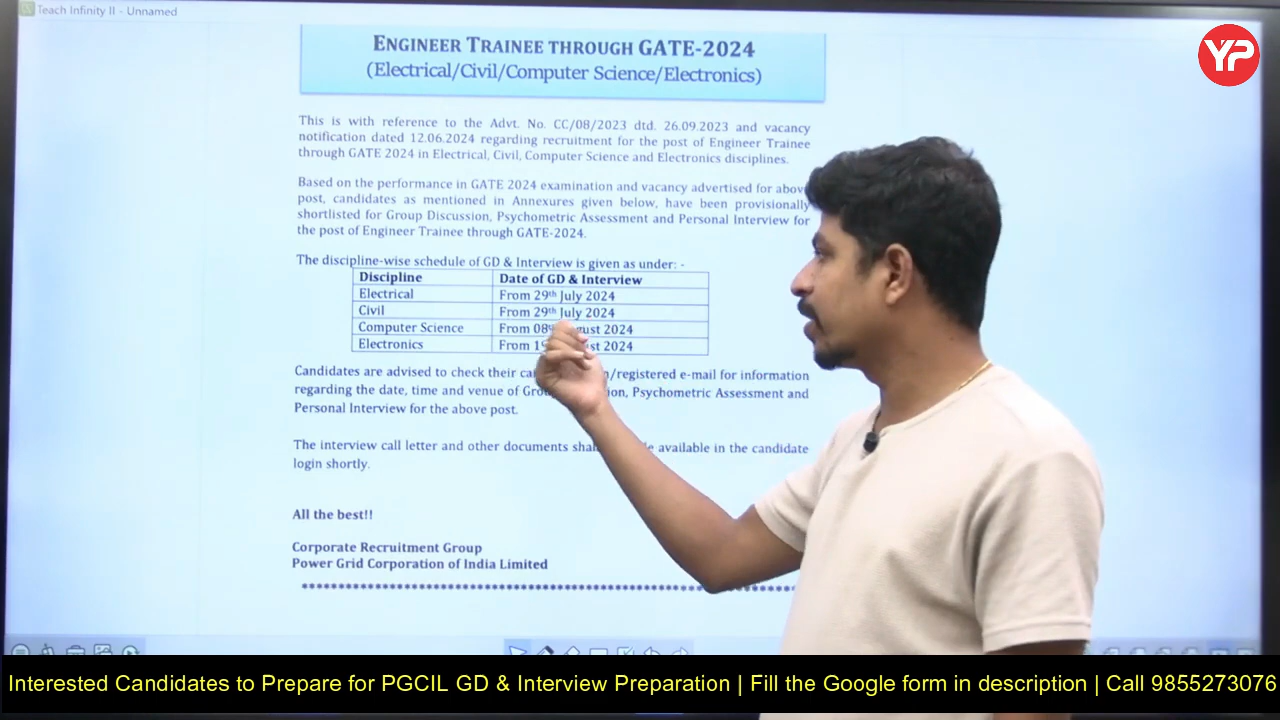 Teach Infinity II - Unnamed
YP
ENGINEER TRAINEE THROUGH GATE-2024
(Electrical/Civil/Computer Science/Electronics)
This is with reference to the Advt. No. CC/08/2023 dtd. 26.09.2023 and vacancy
notification dated 12.06.2024 regarding recruitment for the post of Engineer Trainee
through GATE 2024 in Electrical, Civil, Computer Science and Electronics disciplines.
Based on the performance in GATE 2024 examination and vacancy advertised for above
post, candidates as mentioned in Annexures given below, have been provisionally
shortlisted for Group Discussion, Psychometric Assessment and Personal Interview for
the post of Engineer Trainee through GATE-2024.
The discipline-wise schedule of GD & Interview is given as under: -
Discipline Date of GD & Interview
Electrical From 29th July 2024
Civil From 29th July 2024
Computer Science From 08 2024
Electronics From 2024
Candidates are advised to check their /registered e-mail for information
regarding the date, time and venue of Psychometric Assessment and
Personal Interview for the above post.
The interview call letter and other documents available in the candidate
login shortly.
All the best!!
Corporate Recruitment Group
Power Grid Corporation of India Limited
Interested Candidates to Prepare for PGCIL GD & Interview Preparation | Fill the Google form in description | Call 9855273076